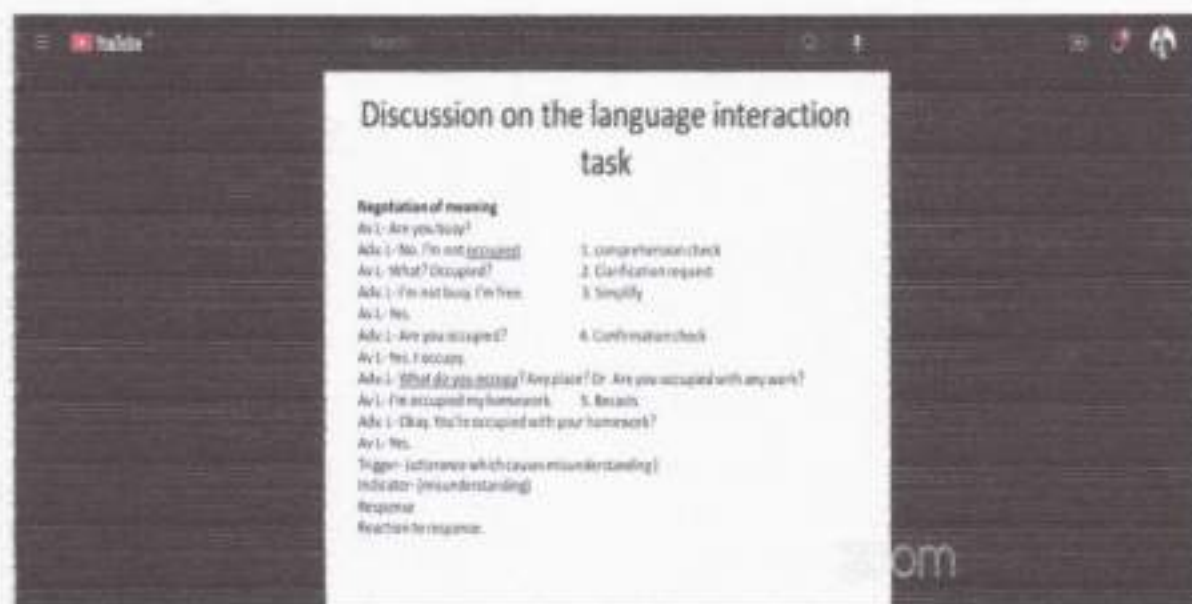 YouTube
Search
Discussion on the language interaction
task
Negotiation of meaning
Av L- Are you busy?
Adv. L- No. I'm not occupied. 1. comprehension check
Av L- What? Occupied? 2. Clarification request
Adv. L- I'm not busy. I'm free. 3. Simplify
Av L- Yes.
Adv. L- Are you occupied? 4. Confirmation check
Av L- Yes. I occupy.
Adv. L- What do you occupy? Any place? Or. Are you occupied with any work?
Av L- I'm occupied my homework. 5. Recasts
Adv. L- Okay. You're occupied with your homework?
Av L- Yes.
Trigger- (utterance which causes misunderstanding)
Indicator- (misunderstanding)
Response
Reaction to response.
zoom